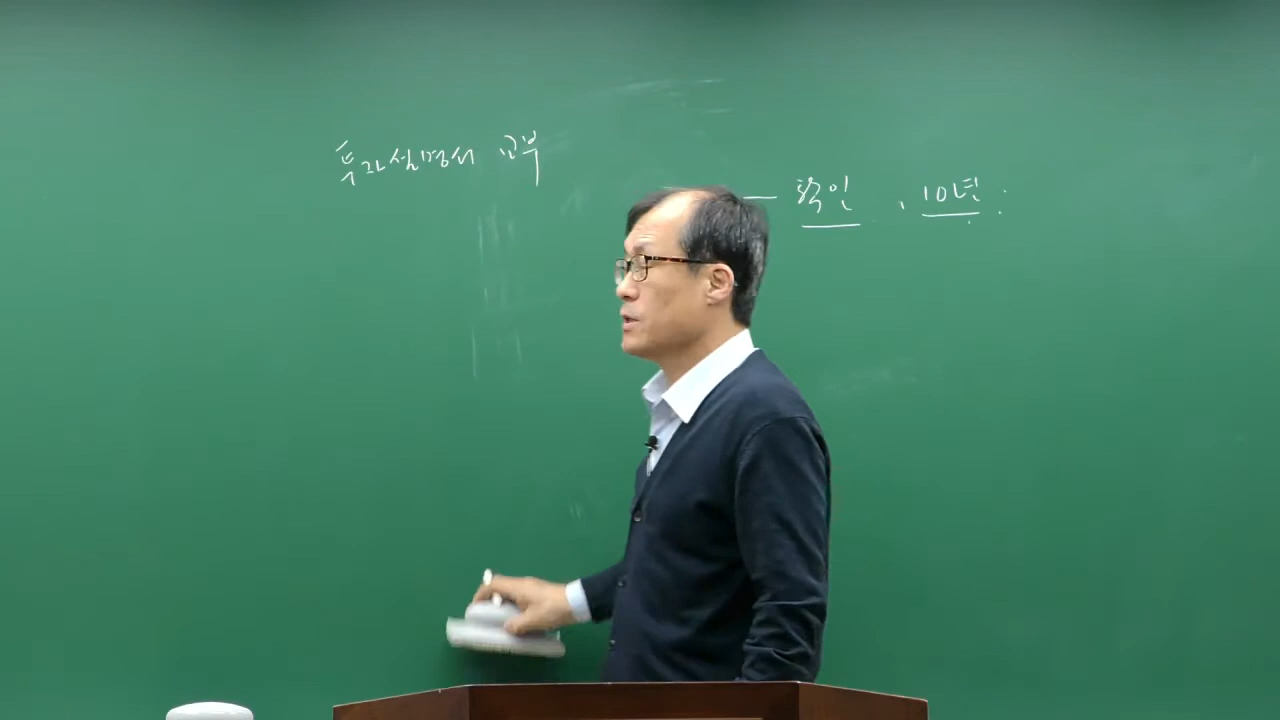 투자설명서 교부
— 확인 , 10년 :